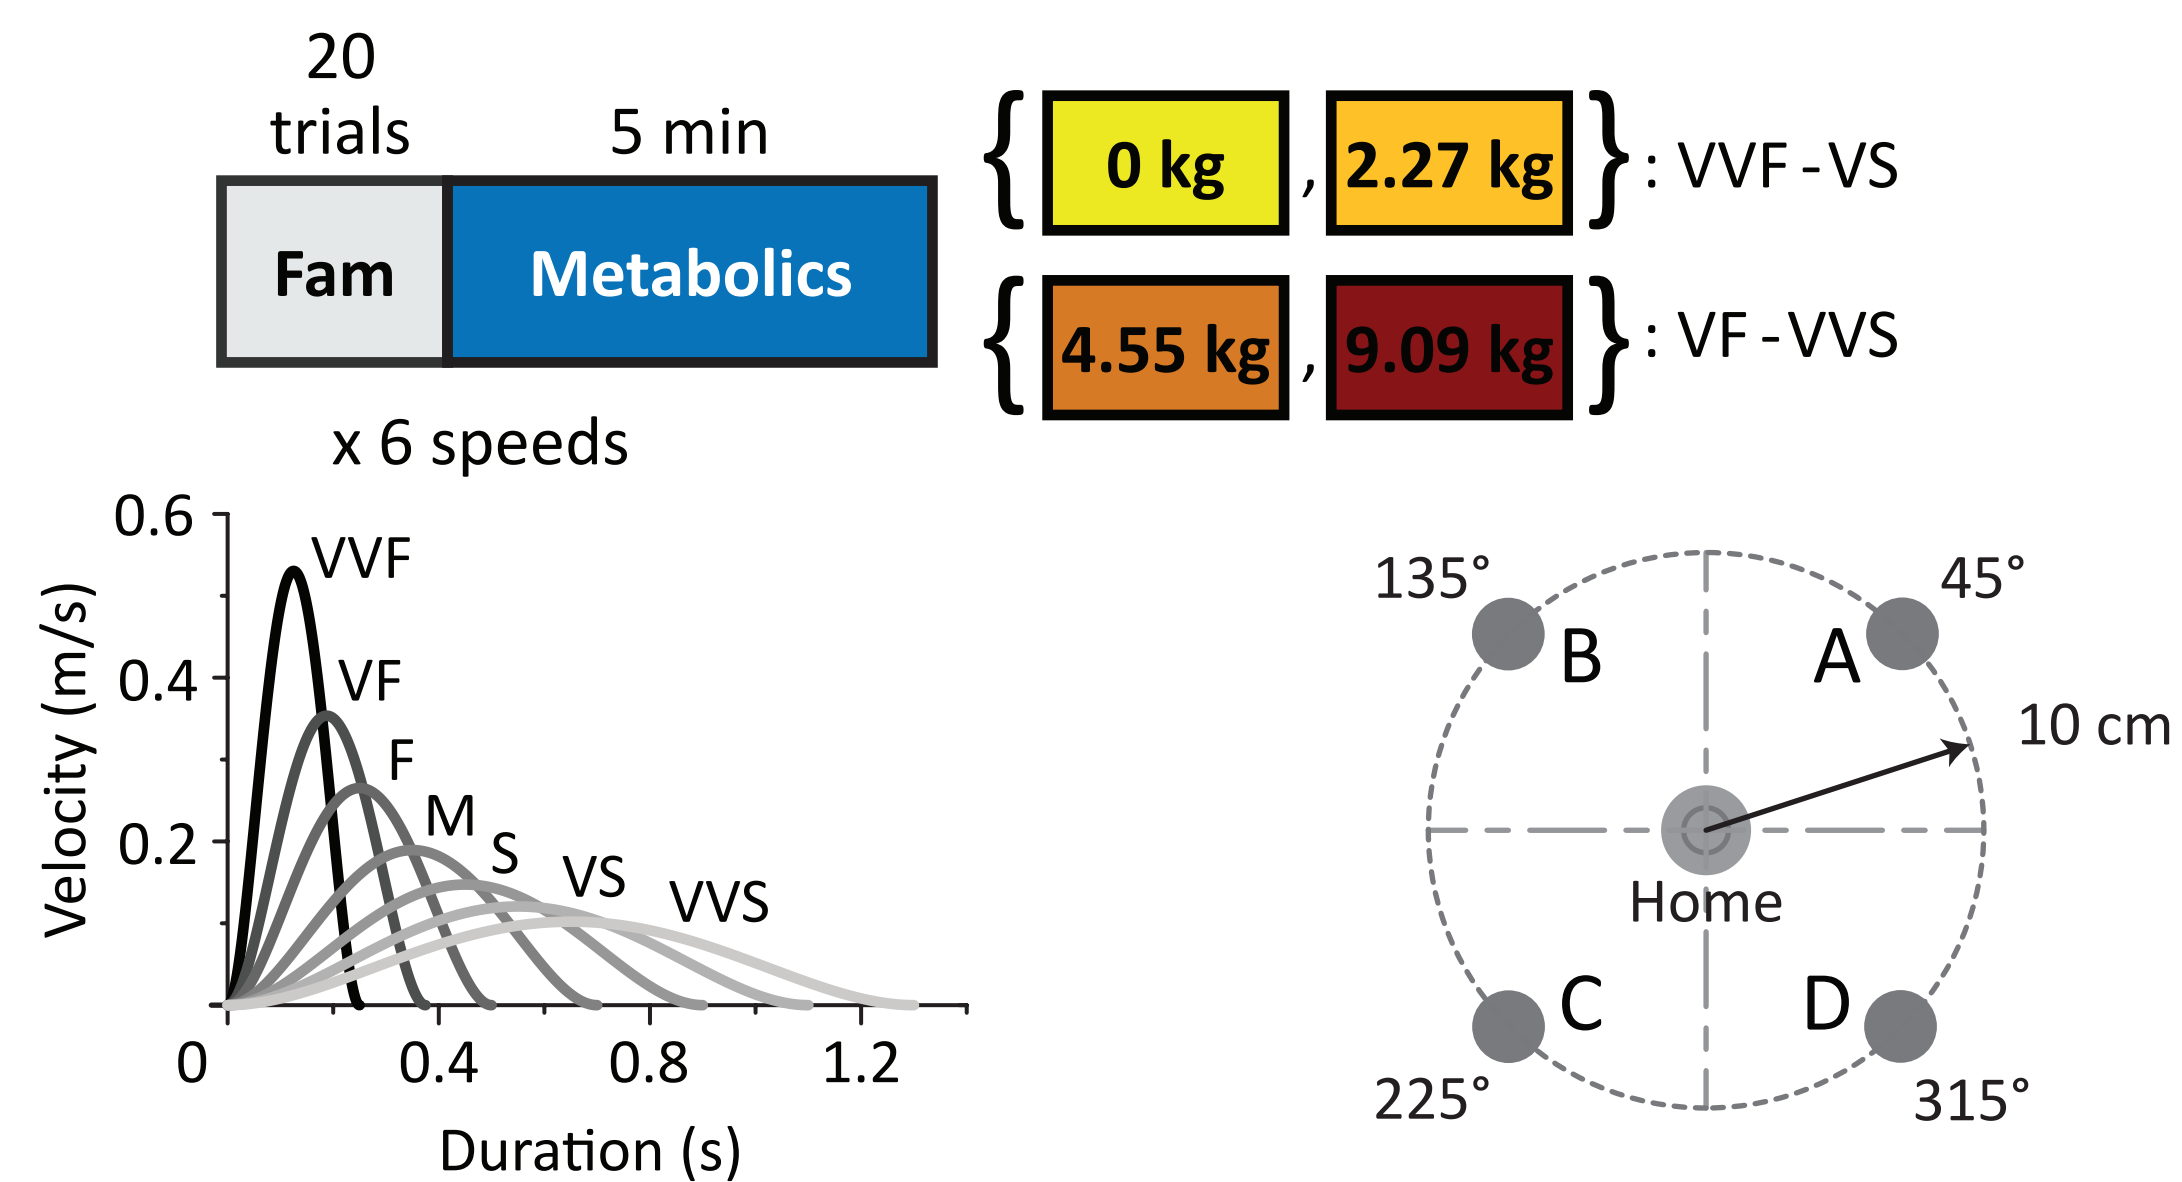 20
trials
5 min
Fam
Metabolics
x 6 speeds
{ 0 kg , 2.27 kg } : VVF - VS
{ 4.55 kg , 9.09 kg } : VF - VVS
Velocity (m/s)
0.6
0.4
0.2
VVF
VF
F
M
S
VS
VVS
0
0.4
0.8
1.2
Duration (s)
135°
45°
B
A
10 cm
Home
C
D
225°
315°